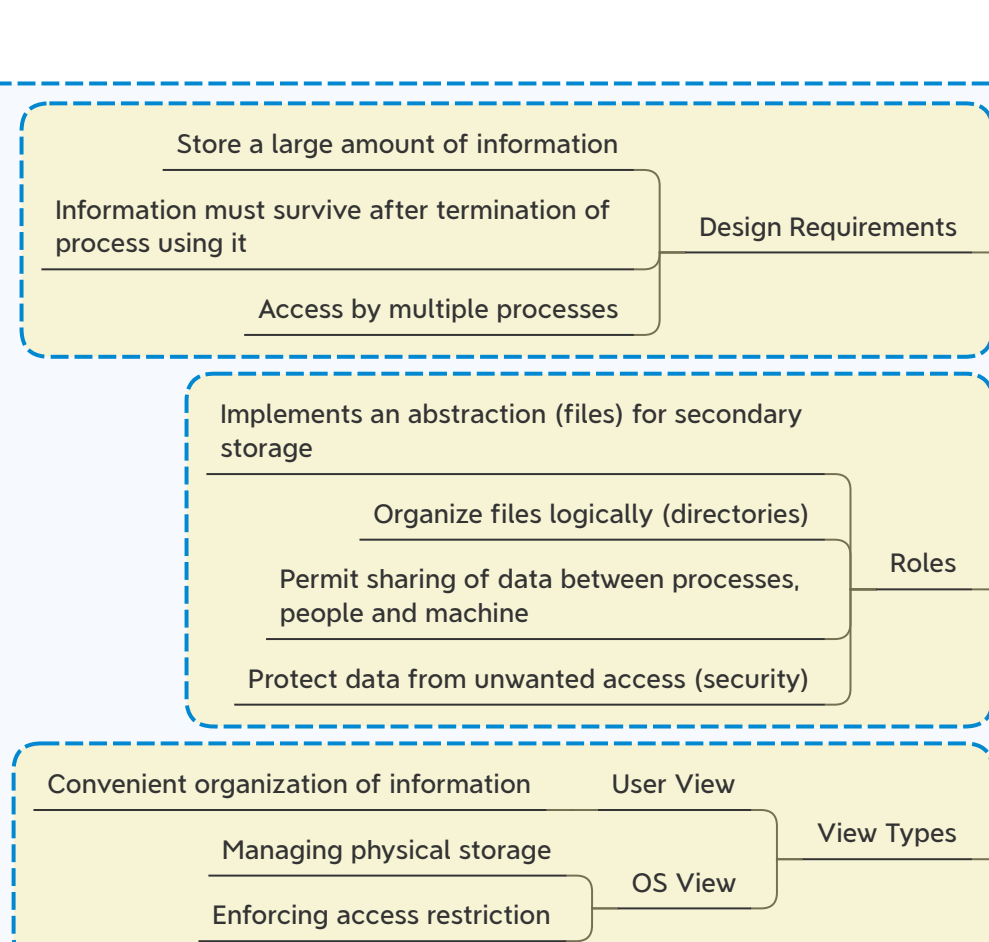 Store a large amount of information
Information must survive after termination of
process using it
Access by multiple processes
Design Requirements
Implements an abstraction (files) for secondary
storage
Organize files logically (directories)
Permit sharing of data between processes,
people and machine
Protect data from unwanted access (security)
Roles
Convenient organization of information
User View
Managing physical storage
Enforcing access restriction
OS View
View Types